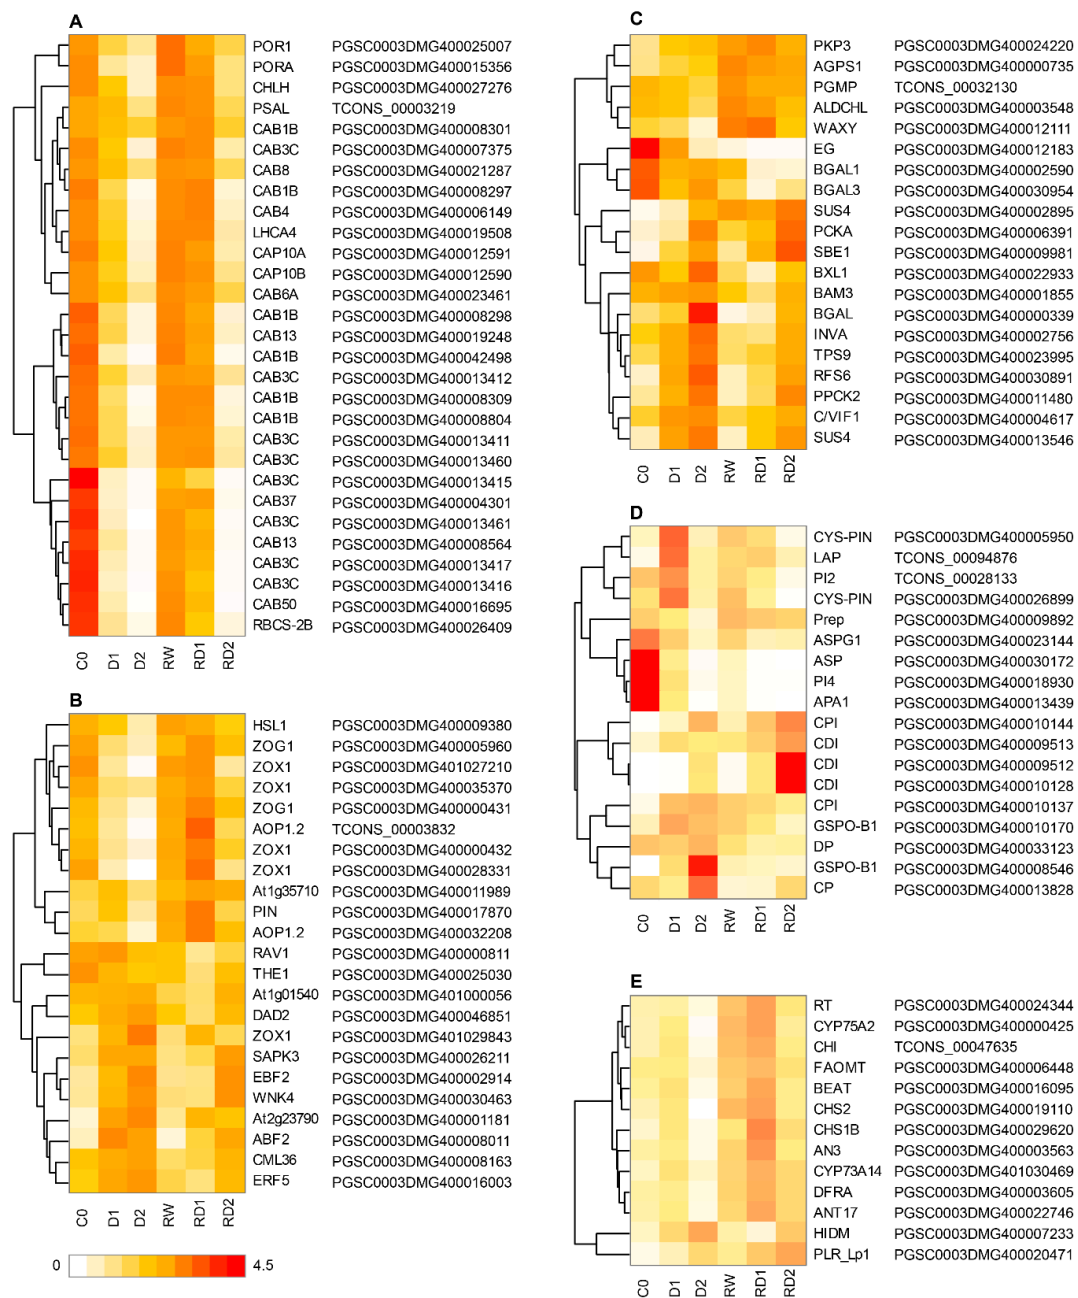 A
POR1 PGSC0003DMG400025007
PORA PGSC0003DMG400015356
CHLH PGSC0003DMG400027276
PSAL TCONS_00003219
CAB1B PGSC0003DMG400008301
CAB3C PGSC0003DMG400007375
CAB8 PGSC0003DMG400021287
CAB1B PGSC0003DMG400008297
CAB4 PGSC0003DMG400006149
LHCA4 PGSC0003DMG400019508
CAP10A PGSC0003DMG400012591
CAP10B PGSC0003DMG400012590
CAB6A PGSC0003DMG400023461
CAB1B PGSC0003DMG400008298
CAB13 PGSC0003DMG400019248
CAB1B PGSC0003DMG400042498
CAB3C PGSC0003DMG400013412
CAB1B PGSC0003DMG400008309
CAB1B PGSC0003DMG400008804
CAB3C PGSC0003DMG400013411
CAB3C PGSC0003DMG400013460
CAB3C PGSC0003DMG400013415
CAB37 PGSC0003DMG400004301
CAB3C PGSC0003DMG400013461
CAB13 PGSC0003DMG400008564
CAB3C PGSC0003DMG400013417
CAB3C PGSC0003DMG400013416
CAB50 PGSC0003DMG400016695
RBCS-2B PGSC0003DMG400026409
C0 D1 D2 RW RD1 RD2
B
HSL1 PGSC0003DMG400009380
ZOG1 PGSC0003DMG400005960
ZOX1 PGSC0003DMG401027210
ZOX1 PGSC0003DMG400035370
ZOG1 PGSC0003DMG400000431
AOP1.2 TCONS_00003832
ZOX1 PGSC0003DMG400000432
ZOX1 PGSC0003DMG400028331
At1g35710 PGSC0003DMG400011989
PIN PGSC0003DMG400017870
AOP1.2 PGSC0003DMG400032208
RAV1 PGSC0003DMG400000811
THE1 PGSC0003DMG400025030
At1g01540 PGSC0003DMG401000056
DAD2 PGSC0003DMG400046851
ZOX1 PGSC0003DMG401029843
SAPK3 PGSC0003DMG400026211
EBF2 PGSC0003DMG400002914
WNK4 PGSC0003DMG400030463
At2g23790 PGSC0003DMG400001181
ABF2 PGSC0003DMG400008011
CML36 PGSC0003DMG400008163
ERF5 PGSC0003DMG400016003
C0 D1 D2 RW RD1 RD2
0 4.5
C
PKP3 PGSC0003DMG400024220
AGPS1 PGSC0003DMG400000735
PGMP TCONS_00032130
ALDCHL PGSC0003DMG400003548
WAXY PGSC0003DMG400012111
EG PGSC0003DMG400012183
BGAL1 PGSC0003DMG400002590
BGAL3 PGSC0003DMG400030954
SUS4 PGSC0003DMG400002895
PCKA PGSC0003DMG400006391
SBE1 PGSC0003DMG400009981
BXL1 PGSC0003DMG400022933
BAM3 PGSC0003DMG400001855
BGAL PGSC0003DMG400000339
INVA PGSC0003DMG400002756
TPS9 PGSC0003DMG400023995
RFS6 PGSC0003DMG400030891
PPCK2 PGSC0003DMG400011480
C/VIF1 PGSC0003DMG400004617
SUS4 PGSC0003DMG400013546
C0 D1 D2 RW RD1 RD2
D
CYS-PIN PGSC0003DMG400005950
LAP TCONS_00094876
PI2 TCONS_00028133
CYS-PIN PGSC0003DMG400026899
Prep PGSC0003DMG400009892
ASPG1 PGSC0003DMG400023144
ASP PGSC0003DMG400030172
PI4 PGSC0003DMG400018930
APA1 PGSC0003DMG400013439
CPI PGSC0003DMG400010144
CDI PGSC0003DMG400009513
CDI PGSC0003DMG400009512
CDI PGSC0003DMG400010128
CPI PGSC0003DMG400010137
GSPO-B1 PGSC0003DMG400010170
DP PGSC0003DMG400033123
GSPO-B1 PGSC0003DMG400008546
CP PGSC0003DMG400013828
C0 D1 D2 RW RD1 RD2
E
RT PGSC0003DMG400024344
CYP75A2 PGSC0003DMG400000425
CHI TCONS_00047635
FAOMT PGSC0003DMG400006448
BEAT PGSC0003DMG400016095
CHS2 PGSC0003DMG400019110
CHS1B PGSC0003DMG400029620
AN3 PGSC0003DMG400003563
CYP73A14 PGSC0003DMG401030469
DFRA PGSC0003DMG400003605
ANT17 PGSC0003DMG400022746
HIDM PGSC0003DMG400007233
PLR_Lp1 PGSC0003DMG400020471
C0 D1 D2 RW RD1 RD2